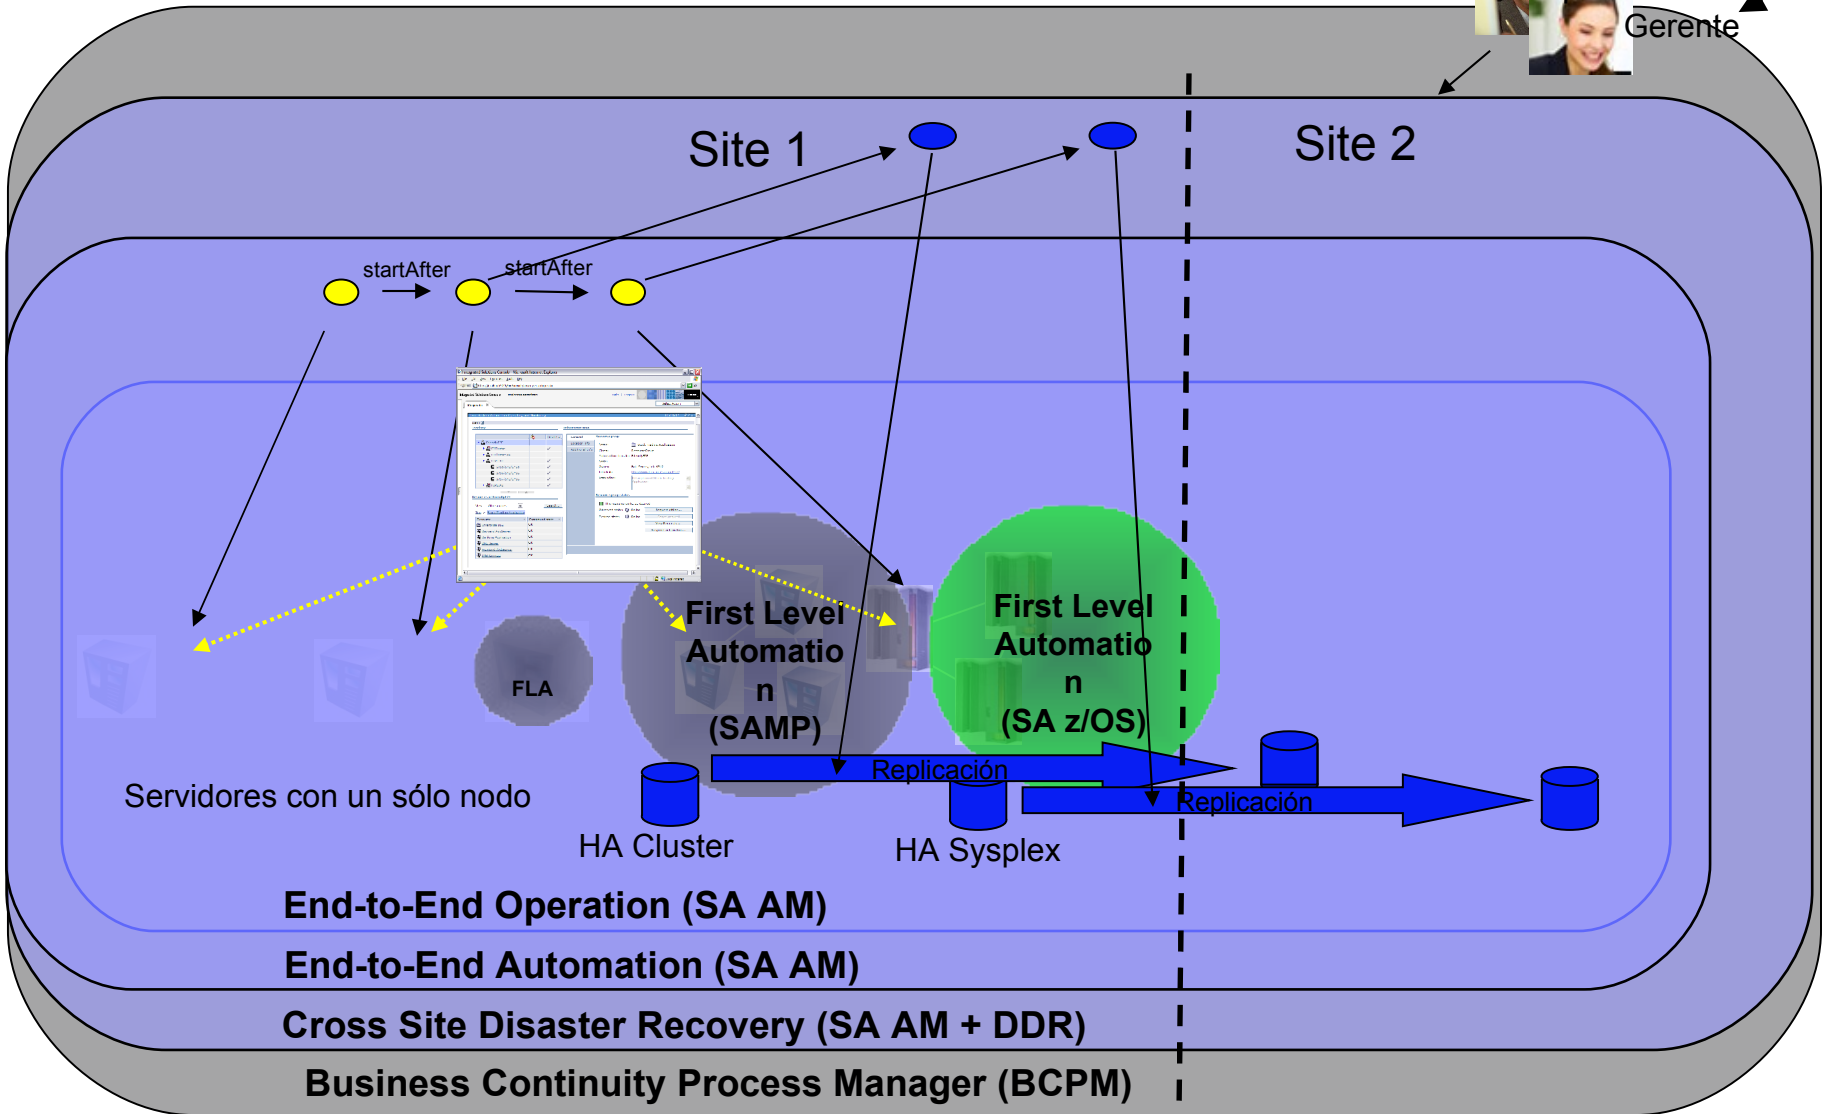 Gerente
Site 1
Site 2
startAfter
startAfter
First Level
Automatio
n
(SAMP)
First Level
Automatio
n
(SA z/OS)
FLA
Replicación
Replicación
Servidores con un sólo nodo
HA Cluster
HA Sysplex
End-to-End Operation (SA AM)
End-to-End Automation (SA AM)
Cross Site Disaster Recovery (SA AM + DDR)
Business Continuity Process Manager (BCPM)